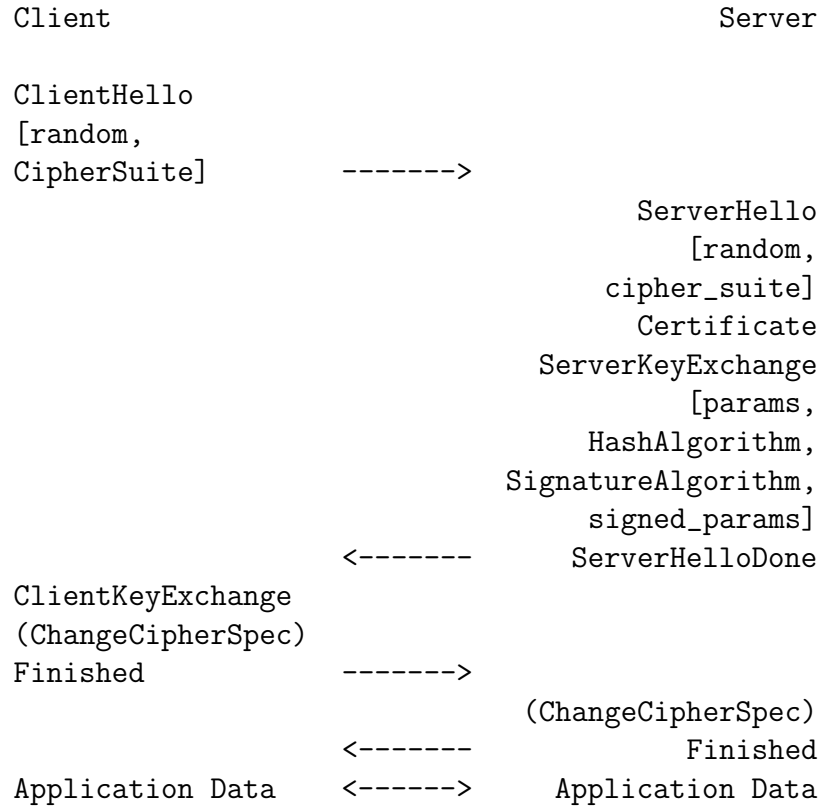 Client Server
ClientHello
[random,
CipherSuite] ------->
ServerHello
[random,
cipher_suite]
Certificate
ServerKeyExchange
[params,
HashAlgorithm,
SignatureAlgorithm,
signed_params]
<------- ServerHelloDone
ClientKeyExchange
(ChangeCipherSpec)
Finished ------->
(ChangeCipherSpec)
<------- Finished
Application Data <------> Application Data